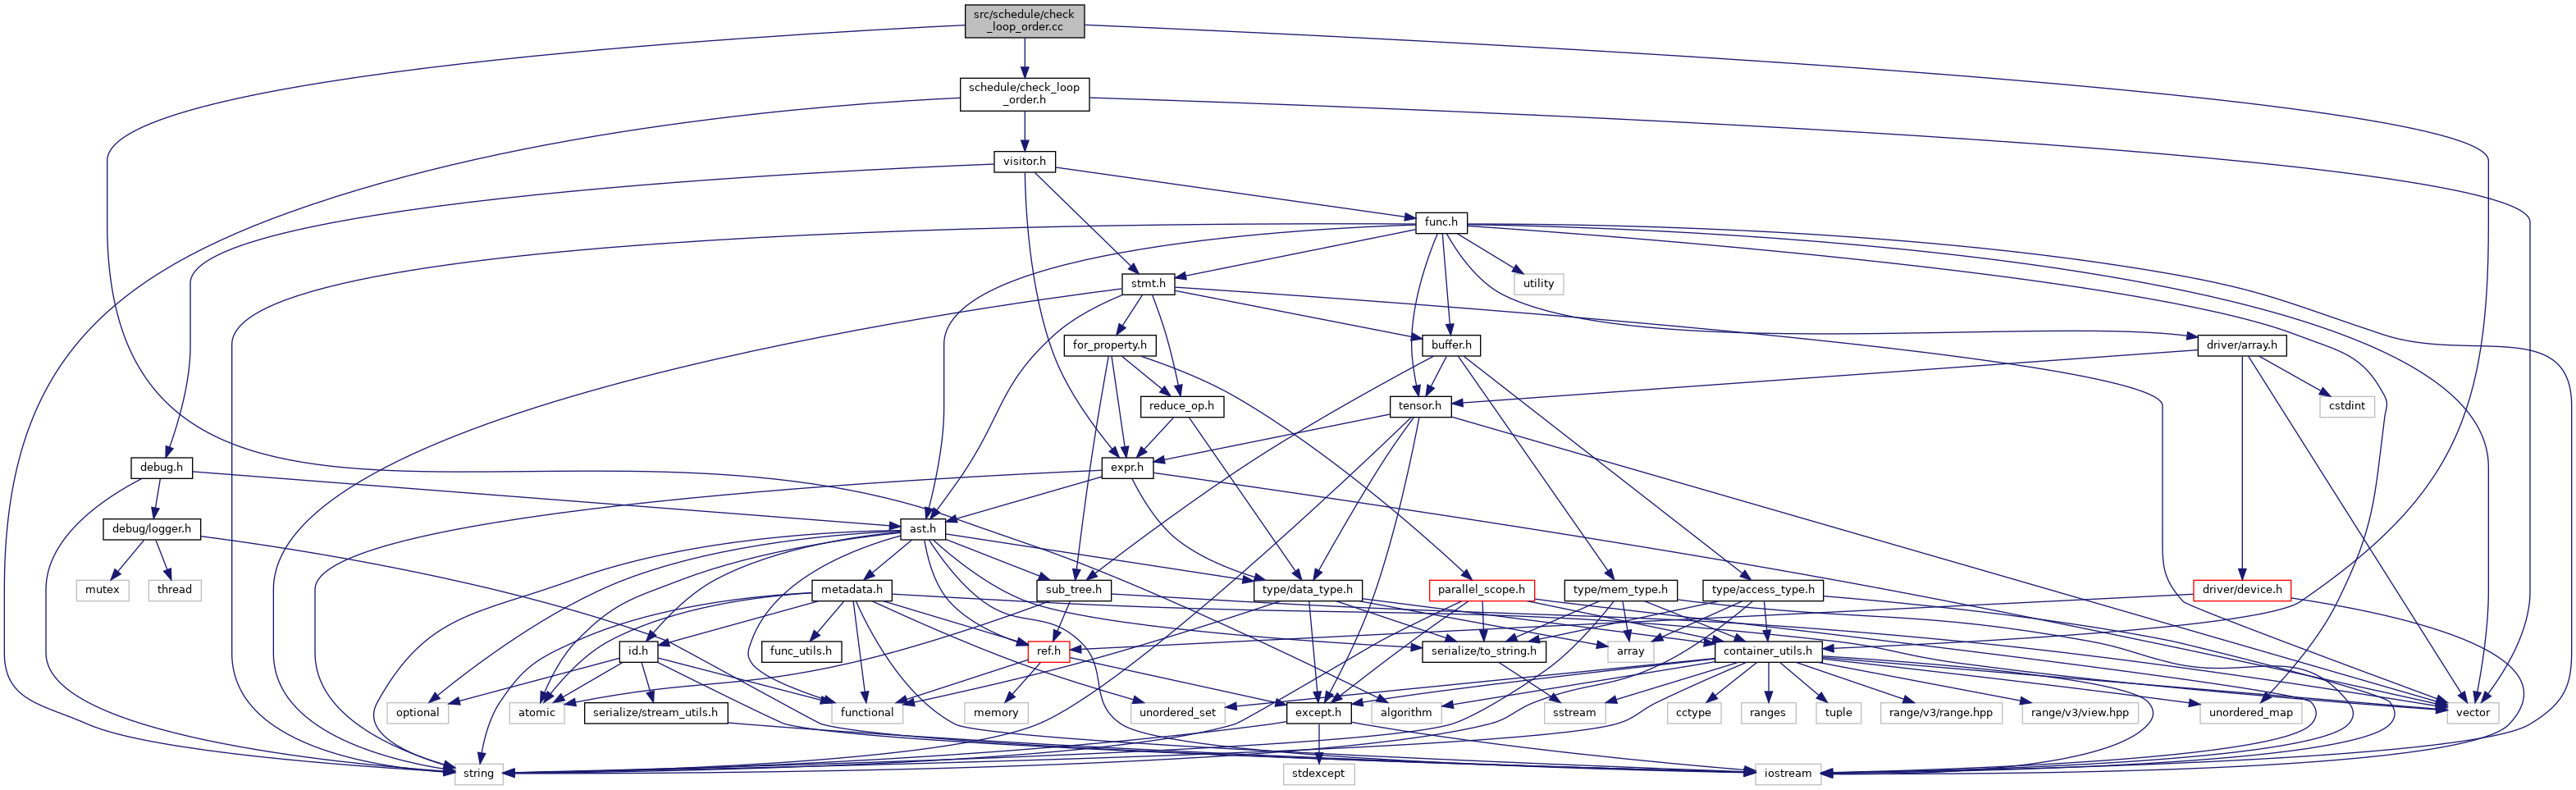 src/schedule/check
_loop_order.cc
schedule/check_loop
_order.h
visitor.h
func.h
stmt.h
utility
for_property.h
buffer.h
driver/array.h
reduce_op.h
tensor.h
cstdint
debug.h
expr.h
debug/logger.h
ast.h
mutex
thread
metadata.h
sub_tree.h
type/data_type.h
parallel_scope.h
type/mem_type.h
type/access_type.h
driver/device.h
func_utils.h
id.h
ref.h
serialize/to_string.h
array
container_utils.h
optional
atomic
serialize/stream_utils.h
functional
memory
unordered_set
except.h
algorithm
sstream
cctype
ranges
tuple
range/v3/range.hpp
range/v3/view.hpp
unordered_map
vector
string
stdexcept
iostream